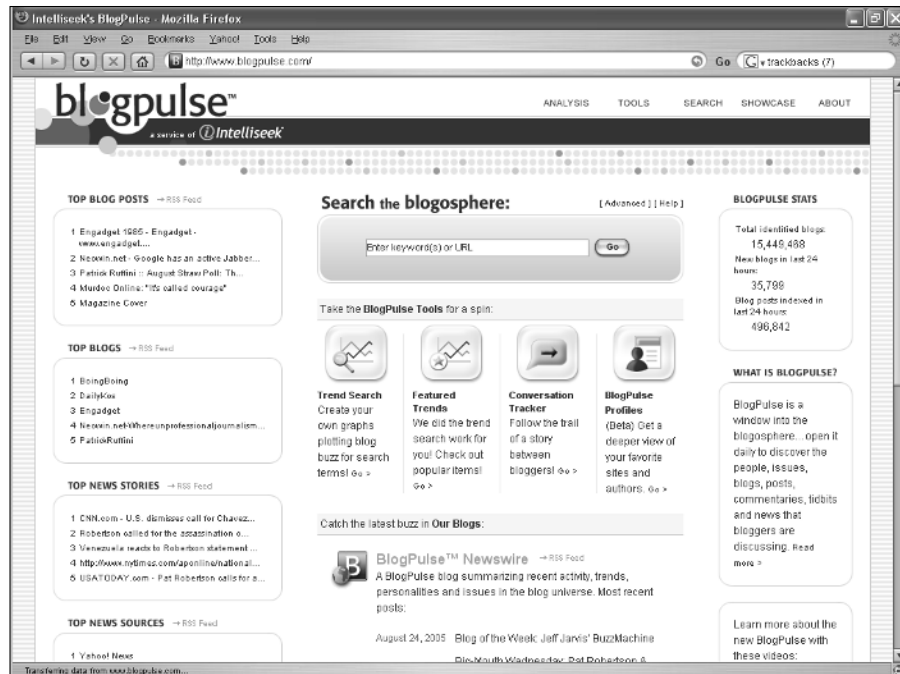 Intelliseek's BlogPulse - Mozilla Firefox
File Edit View Go Bookmarks Yahoo! Tools Help
http://www.blogpulse.com/
Go
trackbacks (7)
blogpulse™
a service of Intelliseek
ANALYSIS TOOLS SEARCH SHOWCASE ABOUT
TOP BLOG POSTS → RSS Feed
1 Engadget 1985 - Engadget -
www.engadget....
2 Neowin.net - Google has an active Jabber...
3 Patrick Ruffini :: August Straw Poll: Th...
4 Murdoc Online: "It's called courage"
5 Magazine Cover
TOP BLOGS → RSS Feed
1 BoingBoing
2 DailyKos
3 Engadget
4 Neowin.net-Whereunprofessionaljournalism...
5 PatrickRuffini
TOP NEWS STORIES → RSS Feed
1 CNN.com - U.S. dismisses call for Chavez...
2 Robertson called for the assassination o...
3 Venezuela reacts to Robertson statement ...
4 http://www.nytimes.com/aponline/national...
5 USATODAY.com - Pat Robertson calls for a...
TOP NEWS SOURCES → RSS Feed
1 Yahoo! News
Search the blogosphere:
[ Advanced ] [ Help ]
Enter keyword(s) or URL
Go
Take the BlogPulse Tools for a spin:
Trend Search
Create your
own graphs
plotting blog
buzz for search
terms! Go >
Featured
Trends
We did the trend
search work for
you! Check out
popular items!
Go >
Conversation
Tracker
Follow the trail
of a story
between
bloggers! Go >
BlogPulse
Profiles
(Beta) Get a
deeper view of
your favorite
sites and
authors. Go >
Catch the latest buzz in Our Blogs:
BlogPulse™ Newswire → RSS Feed
A BlogPulse blog summarizing recent activity, trends,
personalities and issues in the blog universe. Most recent
posts:
August 24, 2005 Blog of the Week: Jeff Jarvis' BuzzMachine
Big-Mouth Wednesday: Pat Robertson &
BLOGPULSE STATS
Total identified blogs:
15,449,488
New blogs in last 24
hours:
35,799
Blog posts indexed in
last 24 hours:
496,842
WHAT IS BLOGPULSE?
BlogPulse is a
window into the
blogosphere...open it
daily to discover the
people, issues,
blogs, posts,
commentaries, tidbits
and news that
bloggers are
discussing. Read
more >
Learn more about the
new BlogPulse with
these videos:
Transferring data from www.blogpulse.com...